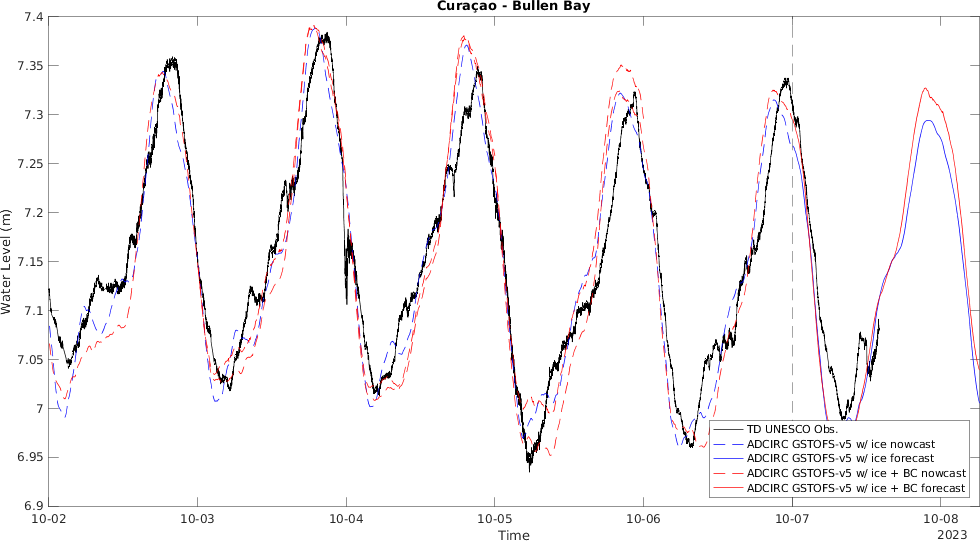 Curaçao - Bullen Bay
7.4
7.35
7.3
7.25
7.2
7.15
7.1
7.05
7
6.95
6.9
Water Level (m)
TD UNESCO Obs.
ADCIRC GSTOFS-v5 w/ ice nowcast
ADCIRC GSTOFS-v5 w/ ice forecast
ADCIRC GSTOFS-v5 w/ ice + BC nowcast
ADCIRC GSTOFS-v5 w/ ice + BC forecast
10-02 10-03 10-04 10-05 10-06 10-07 10-08
Time
2023